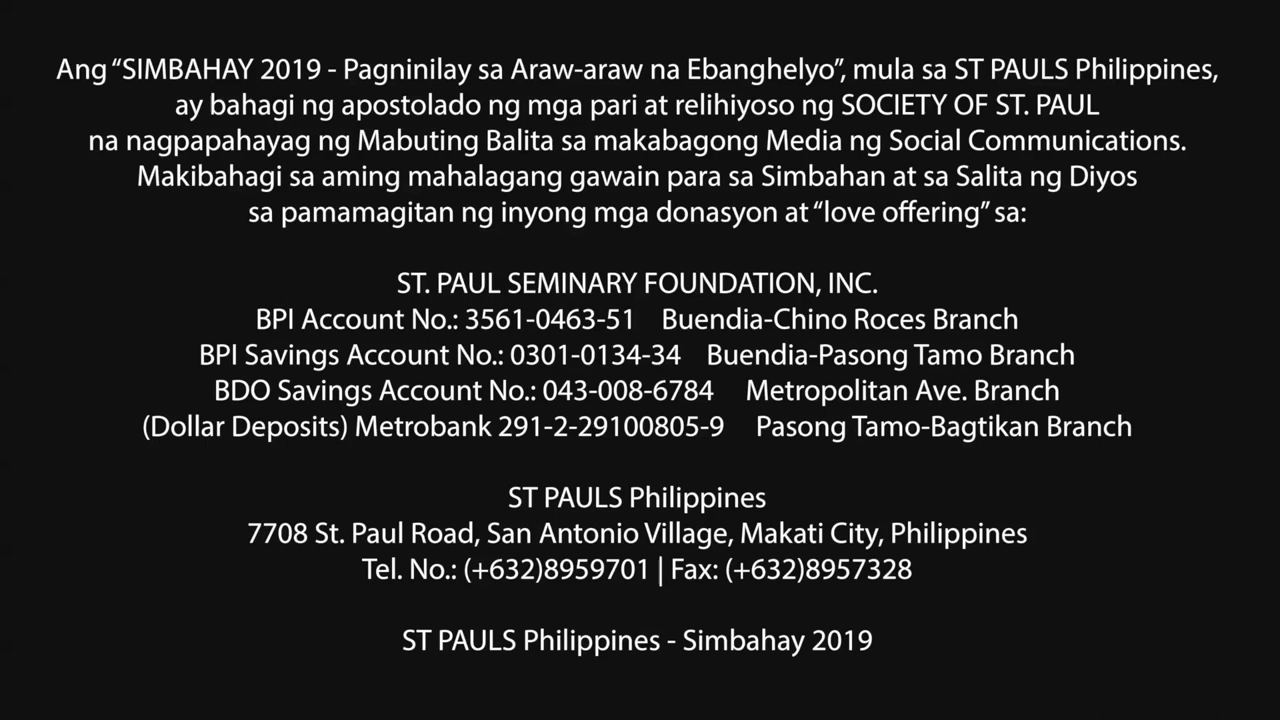 Ang “SIMBAHAY 2019 - Pagninilay sa Araw-araw na Ebanghelyo”, mula sa ST PAULS Philippines,
ay bahagi ng apostolado ng mga pari at relihiyoso ng SOCIETY OF ST. PAUL
na nagpapahayag ng Mabuting Balita sa makabagong Media ng Social Communications.
Makibahagi sa aming mahalagang gawain para sa Simbahan at sa Salita ng Diyos
sa pamamagitan ng inyong mga donasyon at “love offering” sa:
ST. PAUL SEMINARY FOUNDATION, INC.
BPI Account No.: 3561-0463-51 Buendia-Chino Roces Branch
BPI Savings Account No.: 0301-0134-34 Buendia-Pasong Tamo Branch
BDO Savings Account No.: 043-008-6784 Metropolitan Ave. Branch
(Dollar Deposits) Metrobank 291-2-29100805-9 Pasong Tamo-Bagtikan Branch
ST PAULS Philippines
7708 St. Paul Road, San Antonio Village, Makati City, Philippines
Tel. No.: (+632)8959701 | Fax: (+632)8957328
ST PAULS Philippines - Simbahay 2019